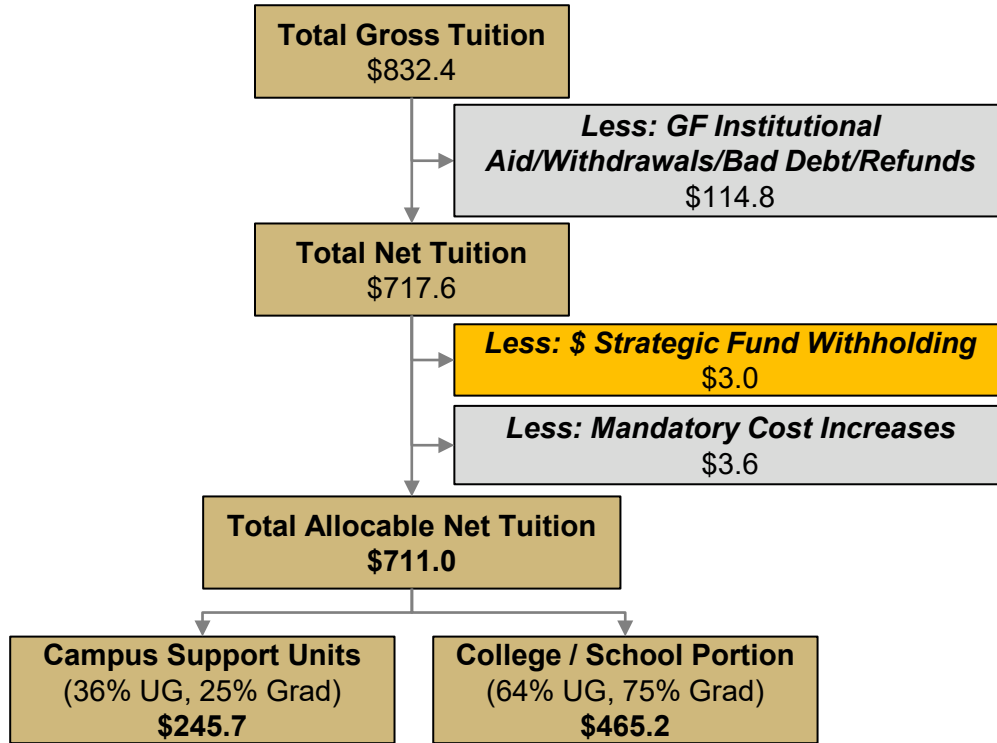 Total Gross Tuition
$832.4
Less: GF Institutional
Aid/Withdrawals/Bad Debt/Refunds
$114.8
Total Net Tuition
$717.6
Less: $ Strategic Fund Withholding
$3.0
Less: Mandatory Cost Increases
$3.6
Total Allocable Net Tuition
$711.0
Campus Support Units
(36% UG, 25% Grad)
$245.7
College / School Portion
(64% UG, 75% Grad)
$465.2